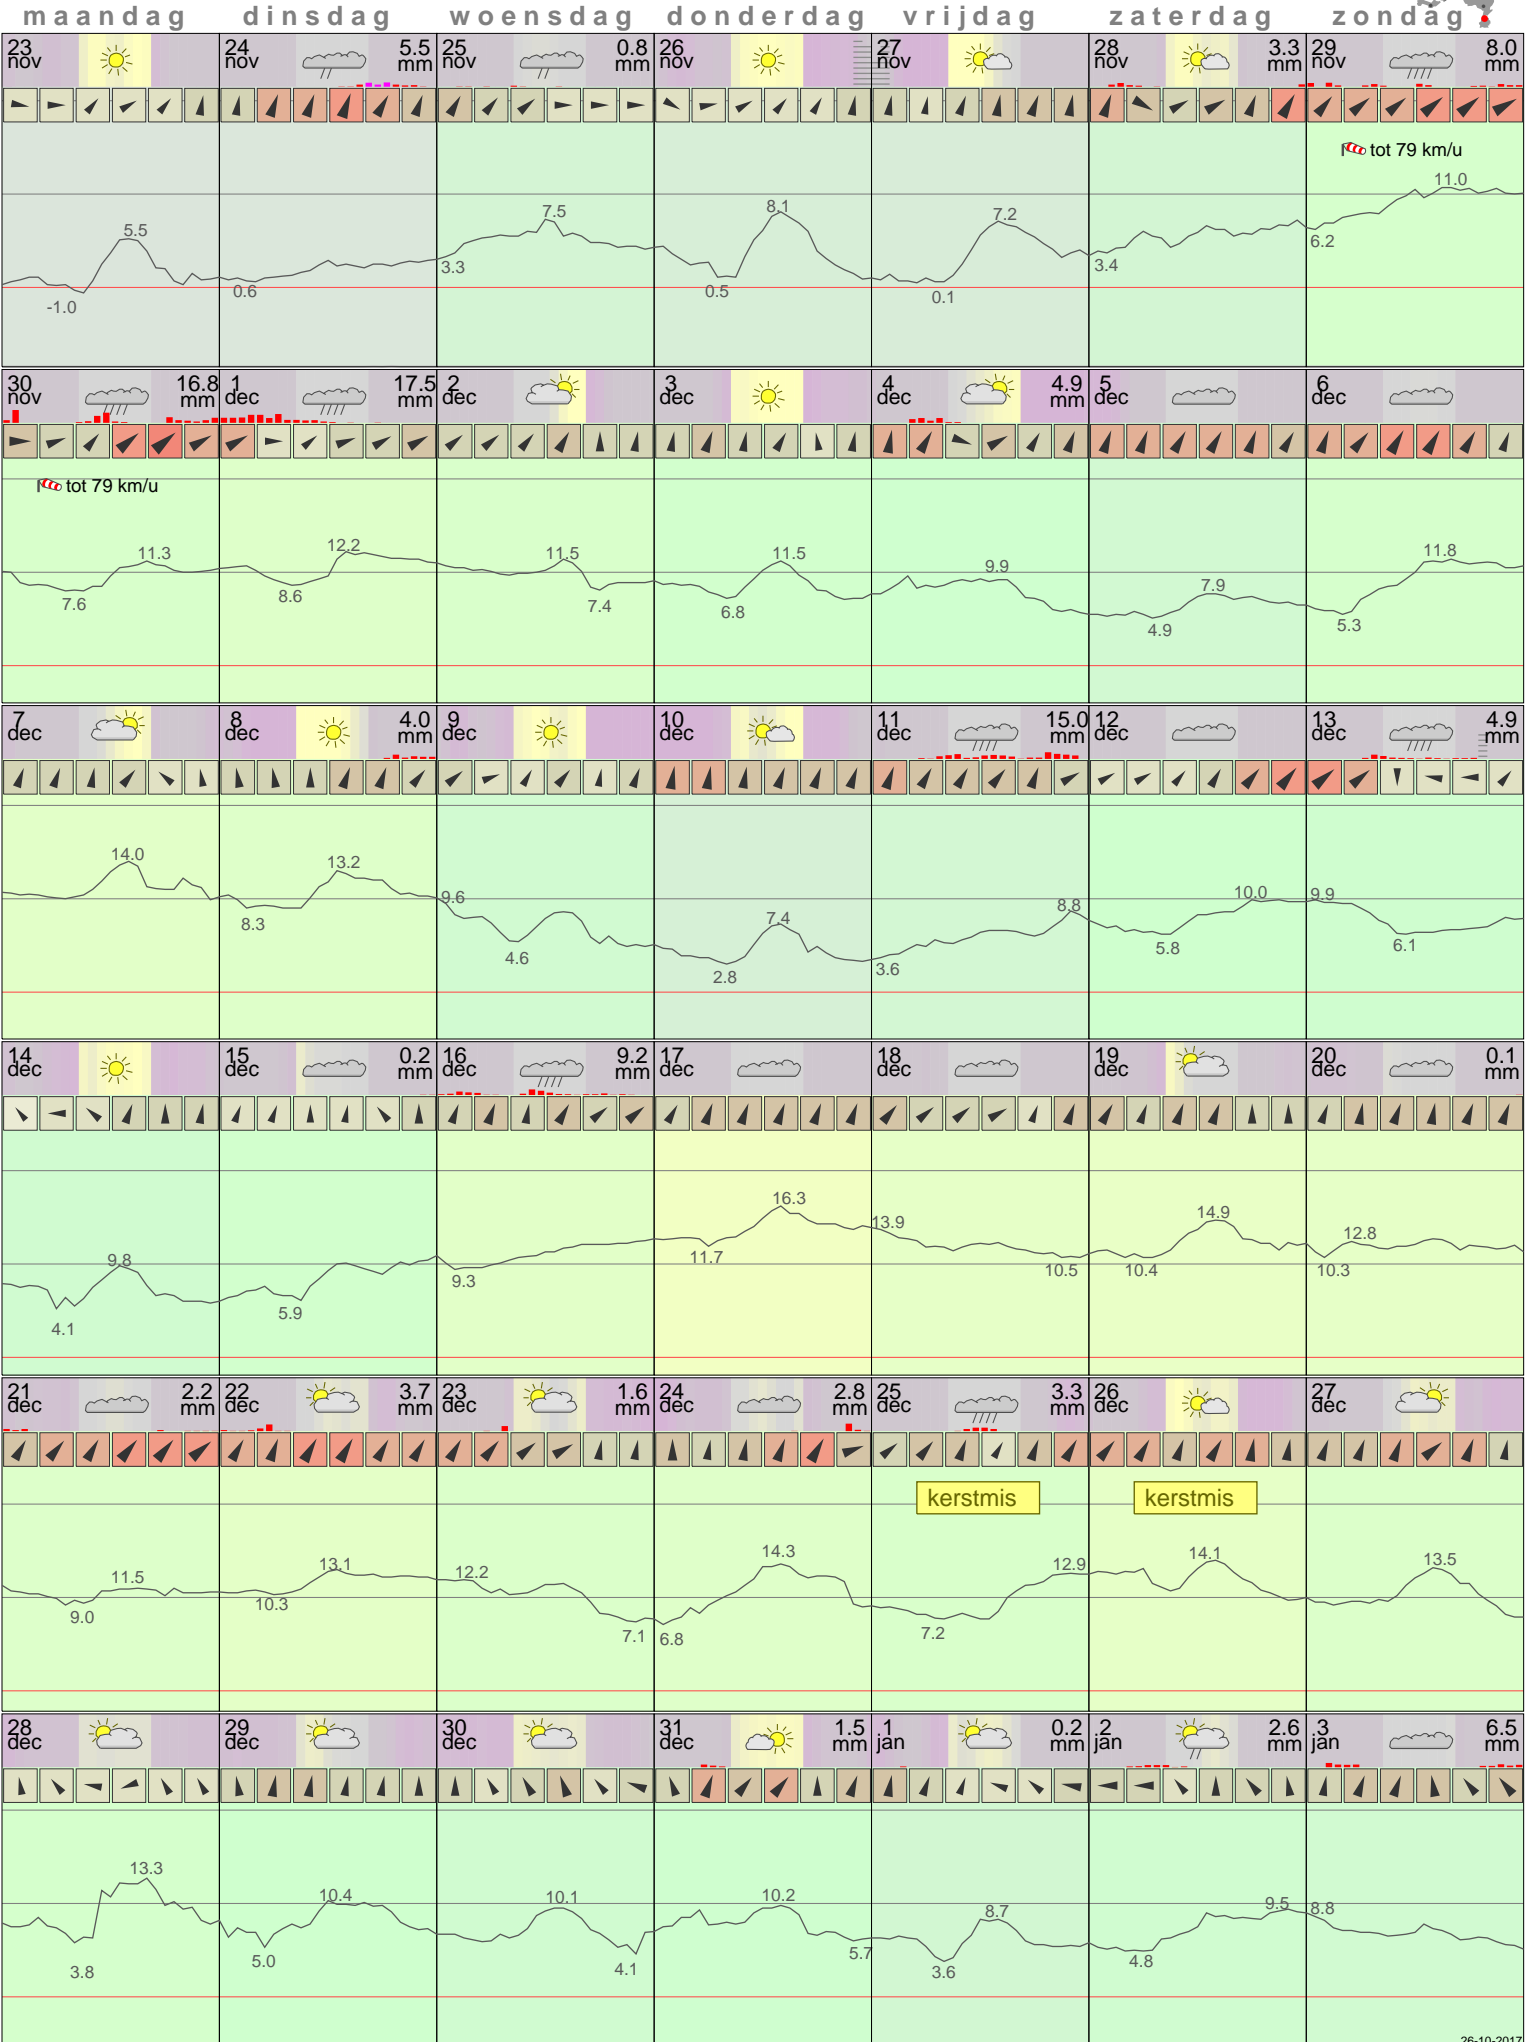 maandag dinsdag woensdag donderdag vrijdag zaterdag zondag
23 nov
24 nov 5.5 mm
25 nov 0.8 mm
26 nov
27 nov
28 nov 3.3 mm
29 nov 8.0 mm
tot 79 km/u
5.5 -1.0 0.6 3.3 7.5 0.5 8.1 0.1 7.2 3.4 6.2 11.0
30 nov 16.8 mm
1 dec 17.5 mm
2 dec
3 dec
4 dec 4.9 mm
5 dec
6 dec
tot 79 km/u
7.6 11.3 8.6 12.2 11.5 7.4 6.8 11.5 9.9 4.9 7.9 5.3 11.8
7 dec
8 dec 4.0 mm
9 dec
10 dec
11 dec 15.0 mm
12 dec
13 dec 4.9 mm
14.0 8.3 13.2 9.6 4.6 2.8 7.4 3.6 8.8 5.8 10.0 9.9 6.1
14 dec
15 dec 0.2 mm
16 dec 9.2 mm
17 dec
18 dec
19 dec
20 dec 0.1 mm
4.1 9.8 5.9 9.3 11.7 16.3 13.9 10.5 10.4 14.9 10.3 12.8
21 dec 2.2 mm
22 dec 3.7 mm
23 dec 1.6 mm
24 dec 2.8 mm
25 dec 3.3 mm
26 dec
27 dec
kerstmis kerstmis
9.0 11.5 10.3 13.1 12.2 7.1 6.8 14.3 7.2 12.9 14.1 13.5
28 dec
29 dec
30 dec
31 dec 1.5 mm
1 jan 0.2 mm
2 jan 2.6 mm
3 jan 6.5 mm
3.8 13.3 5.0 10.4 10.1 4.1 10.2 5.7 3.6 8.7 4.8 9.5 8.8
26-10-2017